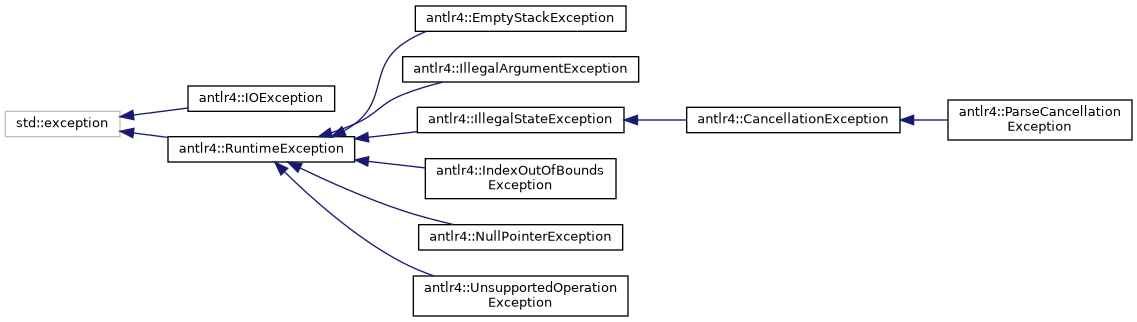 antlr4::EmptyStackException
antlr4::IllegalArgumentException
antlr4::IOException
std::exception
antlr4::IllegalStateException
antlr4::CancellationException
antlr4::ParseCancellation
Exception
antlr4::RuntimeException
antlr4::IndexOutOfBounds
Exception
antlr4::NullPointerException
antlr4::UnsupportedOperation
Exception